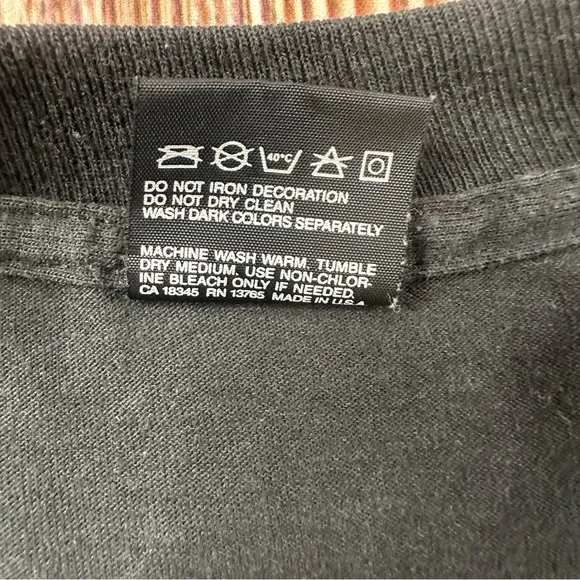 40°C
DO NOT IRON DECORATION
DO NOT DRY CLEAN
WASH DARK COLORS SEPARATELY
MACHINE WASH WARM. TUMBLE
DRY MEDIUM. USE NON-CHLOR-
INE BLEACH ONLY IF NEEDED.
CA 18345 RN 13765 MADE IN U.S.A.